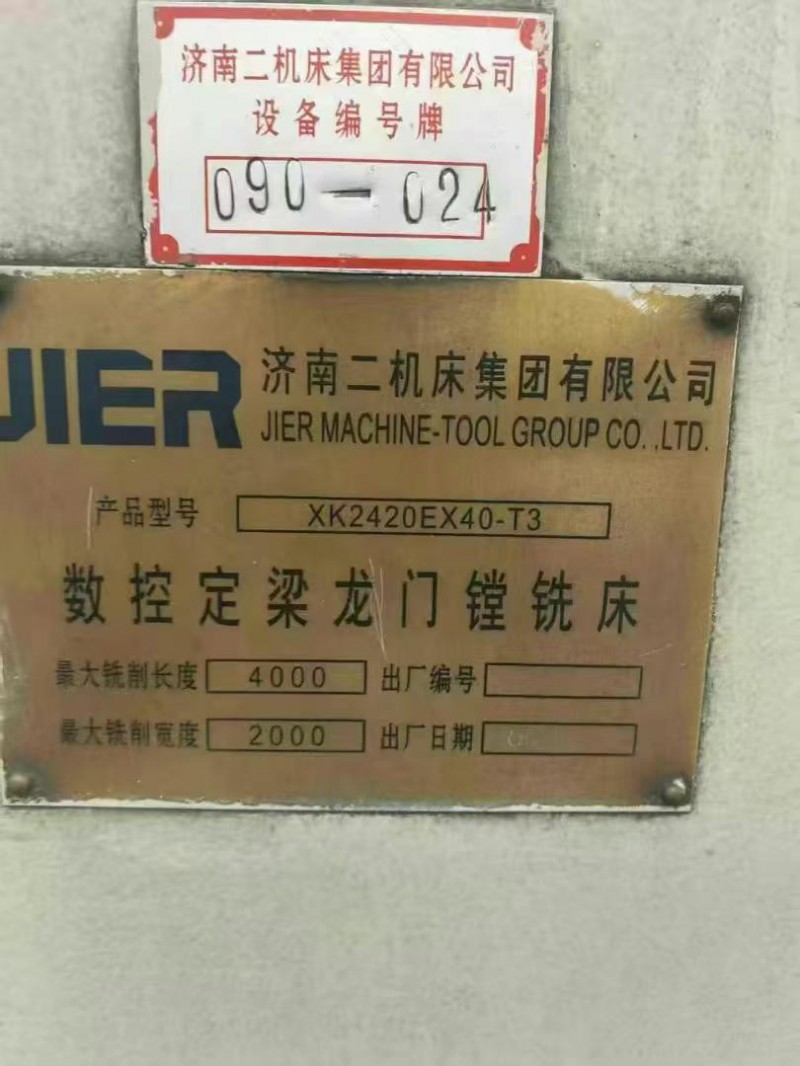 济南二机床集团有限公司
设备编号牌
090-024
JIER 济南二机床集团有限公司
JIER MACHINE-TOOL GROUP CO.,LTD.
产品型号 XK2420EX40-T3
数控定梁龙门镗铣床
最大铣削长度 4000 出厂编号
最大铣削宽度 2000 出厂日期